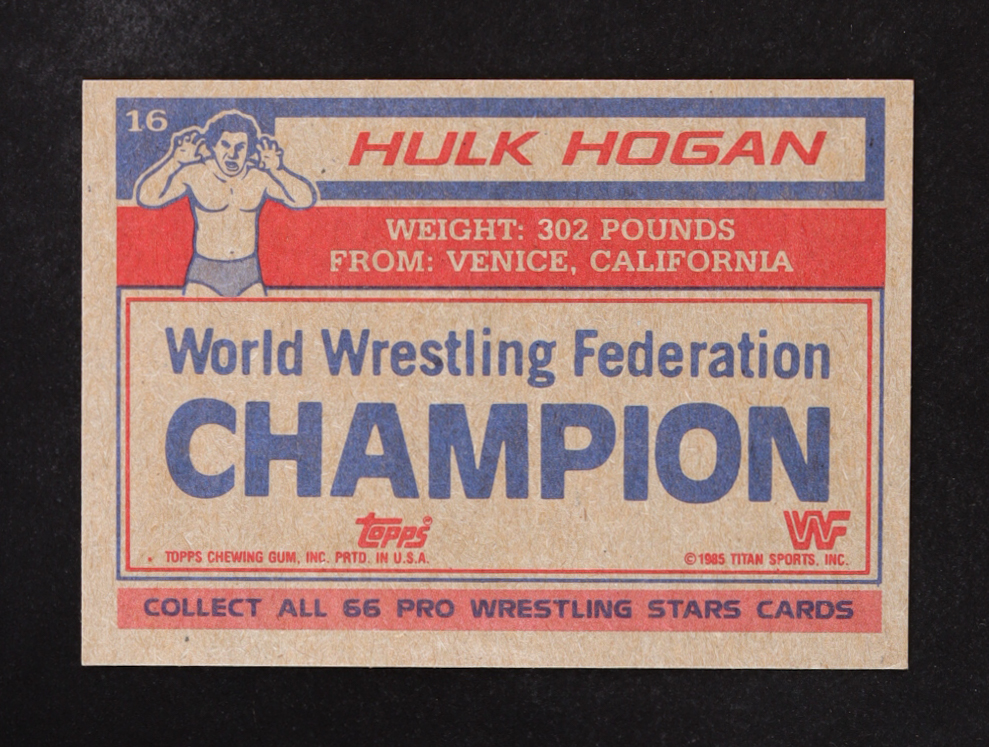 16
HULK HOGAN
WEIGHT: 302 POUNDS
FROM: VENICE, CALIFORNIA
World Wrestling Federation
CHAMPION
topps®
WF
TOPPS CHEWING GUM, INC. PRTD. IN U.S.A.
©1985 TITAN SPORTS, INC.
COLLECT ALL 66 PRO WRESTLING STARS CARDS